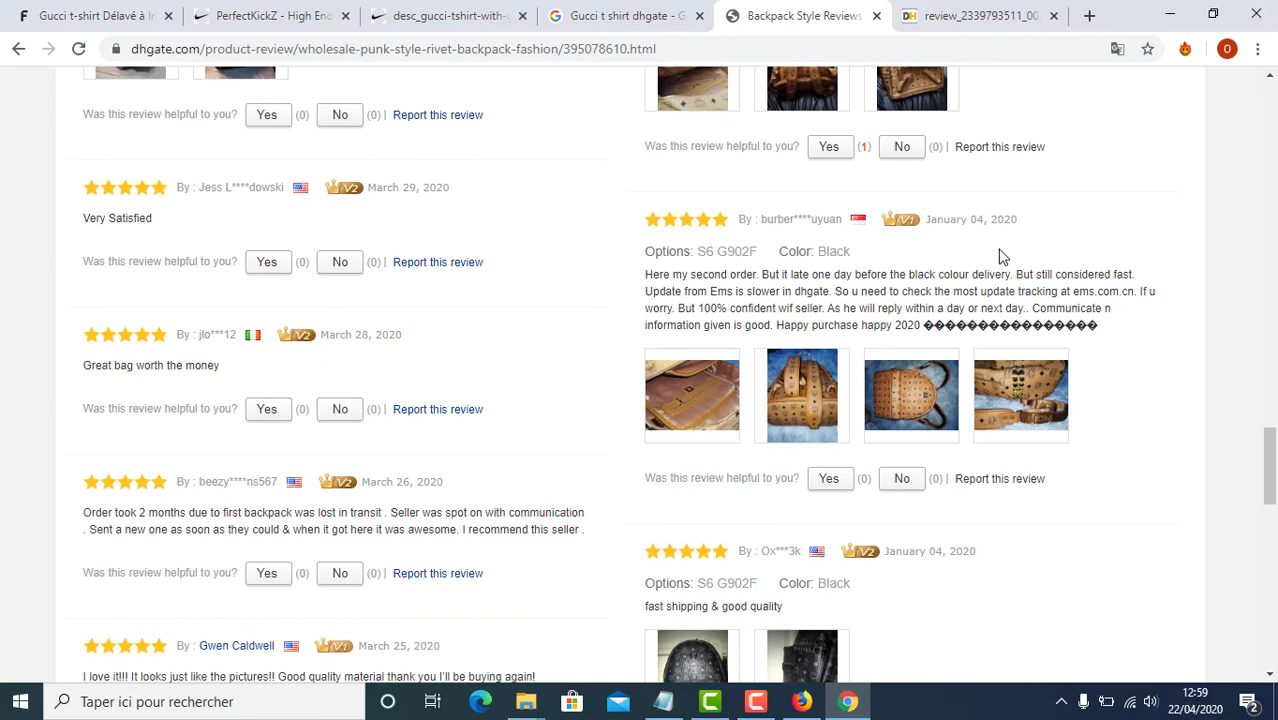 Gucci t-shirt Délavé à In
PerfectKickZ - High End
desc_gucci-tshirt-with-
Gucci t shirt dhgate - G
Backpack Style Reviews
review_2339793511_00
dhgate.com/product-review/wholesale-punk-style-rivet-backpack-fashion/395078610.html
O
Was this review helpful to you? Yes (0) No (0) | Report this review
By : Jess L****dowski V2 March 29, 2020
Very Satisfied
Was this review helpful to you? Yes (0) No (0) | Report this review
By : jlo***12 V2 March 28, 2020
Great bag worth the money
Was this review helpful to you? Yes (0) No (0) | Report this review
By : beezy****ns567 V2 March 26, 2020
Order took 2 months due to first backpack was lost in transit . Seller was spot on with communication
. Sent a new one as soon as they could & when it got here it was awesome. I recommend this seller .
Was this review helpful to you? Yes (0) No (0) | Report this review
By : Gwen Caldwell V1 March 25, 2020
I love it!!! It looks just like the pictures!! Good quality material thank you I'll be buying again!
Was this review helpful to you? Yes (1) No (0) | Report this review
By : burber****uyuan V1 January 04, 2020
Options: S6 G902F Color: Black
Here my second order. But it late one day before the black colour delivery. But still considered fast.
Update from Ems is slower in dhgate. So u need to check the most update tracking at ems.com.cn. If u
worry. But 100% confident wif seller. As he will reply within a day or next day.. Communicate n
information given is good. Happy purchase happy 2020 ��������������������
Was this review helpful to you? Yes (0) No (0) | Report this review
By : Ox***3k V2 January 04, 2020
Options: S6 G902F Color: Black
fast shipping & good quality
Taper ici pour rechercher
12:59
22/04/2020
2